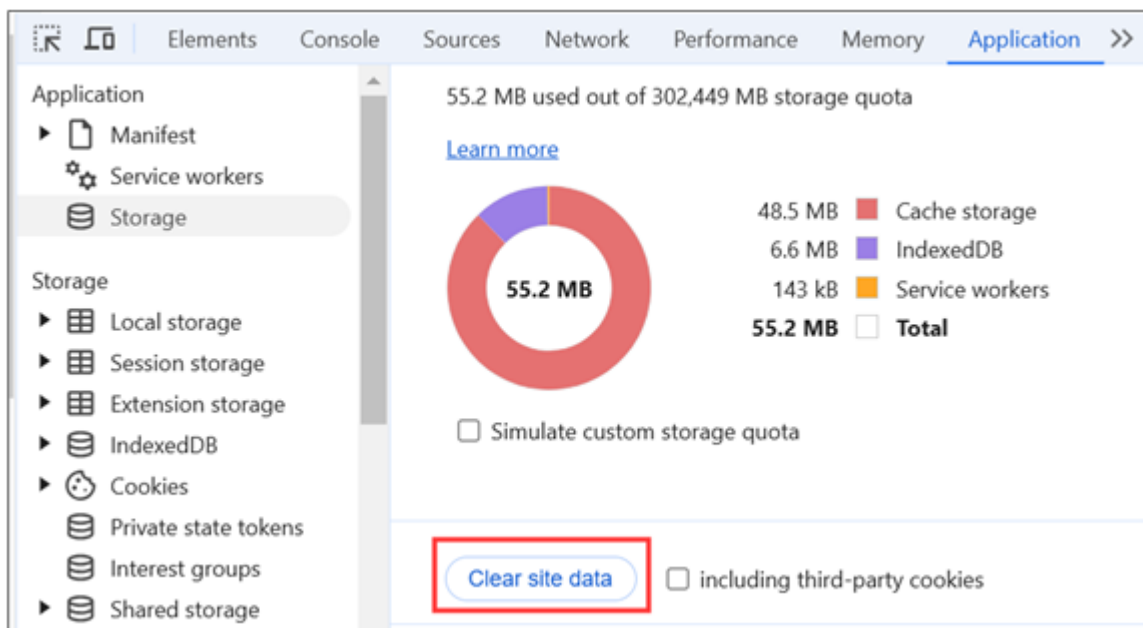 Elements Console Sources Network Performance Memory Application
Application
Manifest
Service workers
Storage
Storage
Local storage
Session storage
Extension storage
IndexedDB
Cookies
Private state tokens
Interest groups
Shared storage
55.2 MB used out of 302,449 MB storage quota
Learn more
55.2 MB
48.5 MB Cache storage
6.6 MB IndexedDB
143 kB Service workers
55.2 MB Total
Simulate custom storage quota
Clear site data including third-party cookies